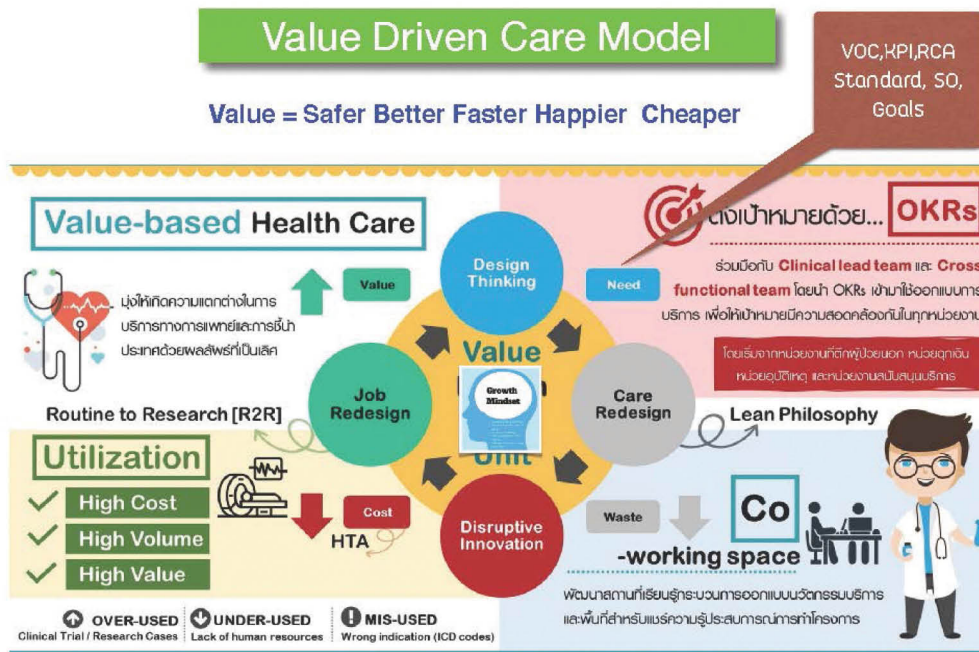 Value Driven Care Model
VOC,KPI,RCA
Standard, SO,
Goals
Value = Safer Better Faster Happier Cheaper
Value-based Health Care
มุ่งให้เกิดความแตกต่างในการ
บริการทางการแพทย์และการชี้นำ
ประเทศด้วยผลลัพธ์ที่เป็นเลิศ
Value
Design
Thinking
Need
ตั้งเป้าหมายด้วย... OKRs
ร่วมมือกับ Clinical lead team และ Cross
functional team โดยนำ OKRs เข้ามาใช้ออกแบบการ
บริการ เพื่อให้เป้าหมายมีความสอดคล้องกันในทุกหน่วยงาน
โดยเริ่มจากหน่วยงานที่ตึกผู้ป่วยนอก หน่วยฉุกเฉิน
หน่วยอุบัติเหตุ และหน่วยงานสนับสนุนบริการ
Value
Growth
Mindset
Unit
Job
Redesign
Care
Redesign
Routine to Research [R2R]
Lean Philosophy
Utilization
High Cost
High Volume
High Value
Cost
HTA
Disruptive
Innovation
Waste
Co
-working space
พัฒนาสถานที่เรียนรู้กระบวนการออกแบบนวัตกรรมบริการ
และพื้นที่สำหรับแชร์ความรู้ประสบการณ์การทำโครงการ
OVER-USED
Clinical Trial / Research Cases
UNDER-USED
Lack of human resources
MIS-USED
Wrong indication (ICD codes)